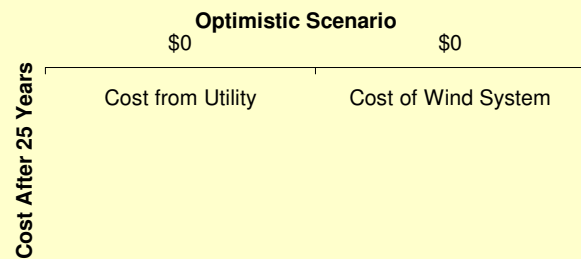 Optimistic Scenario
$0 $0
Cost from Utility Cost of Wind System
Cost After 25 Years